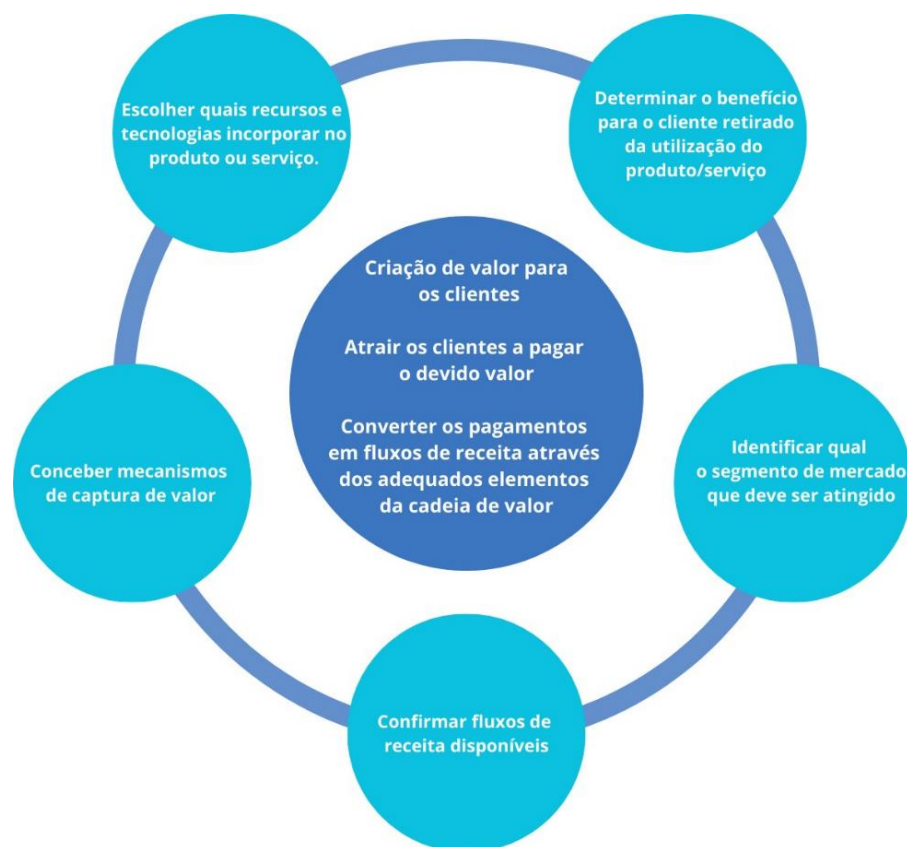 Escolher quais recursos e
tecnologias incorporar no
produto ou serviço.
Determinar o benefício
para o cliente retirado
da utilização do
produto/serviço
Criação de valor para
os clientes
Atrair os clientes a pagar
o devido valor
Converter os pagamentos
em fluxos de receita através
dos adequados elementos
da cadeia de valor
Conceber mecanismos
de captura de valor
Identificar qual
o segmento de mercado
que deve ser atingido
Confirmar fluxos de
receita disponíveis